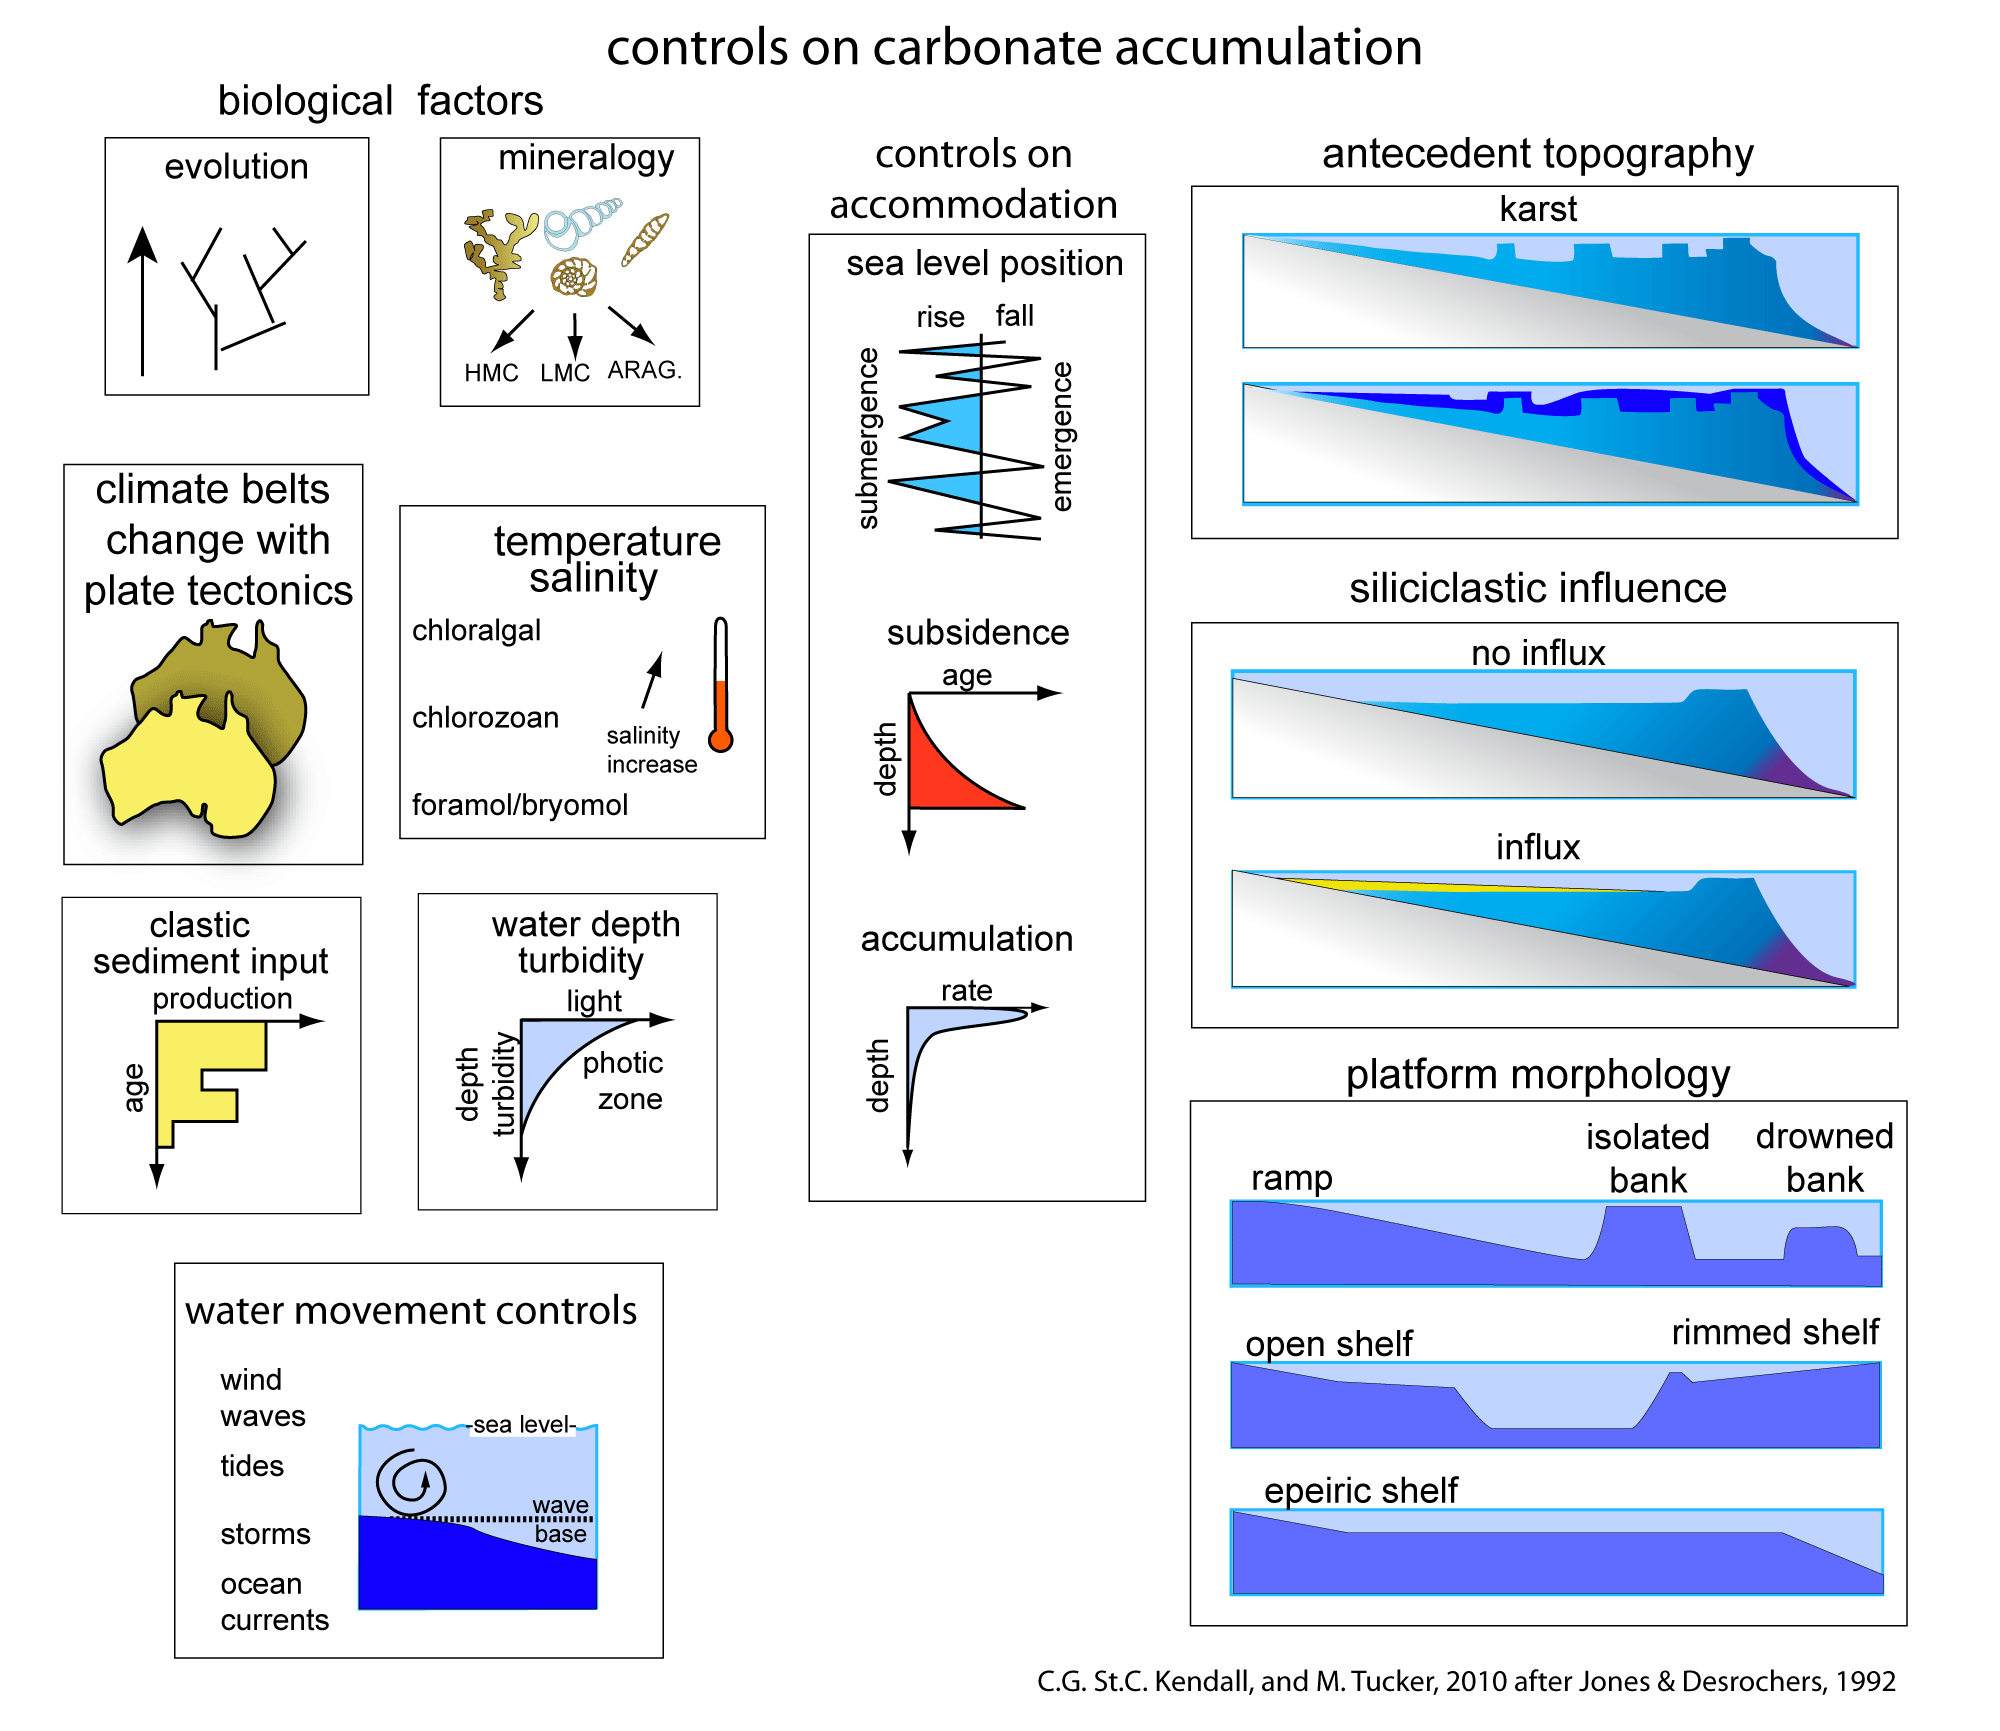 controls on carbonate accumulation
biological factors
evolution
mineralogy
HMC LMC ARAG.
climate belts
change with
plate tectonics
temperature
salinity
chloralgal
chlorozoan
foramol/bryomol
salinity
increase
clastic
sediment input
production
age
water depth
turbidity
light
depth
turbidity
photic
zone
water movement controls
wind
waves
tides
storms
ocean
currents
-sea level-
wave
base
controls on
accommodation
sea level position
rise fall
submergence
emergence
subsidence
age
depth
accumulation
rate
depth
antecedent topography
karst
siliciclastic influence
no influx
influx
platform morphology
ramp
isolated
bank
drowned
bank
open shelf
rimmed shelf
epeiric shelf
C.G. St.C. Kendall, and M. Tucker, 2010 after Jones & Desrochers, 1992